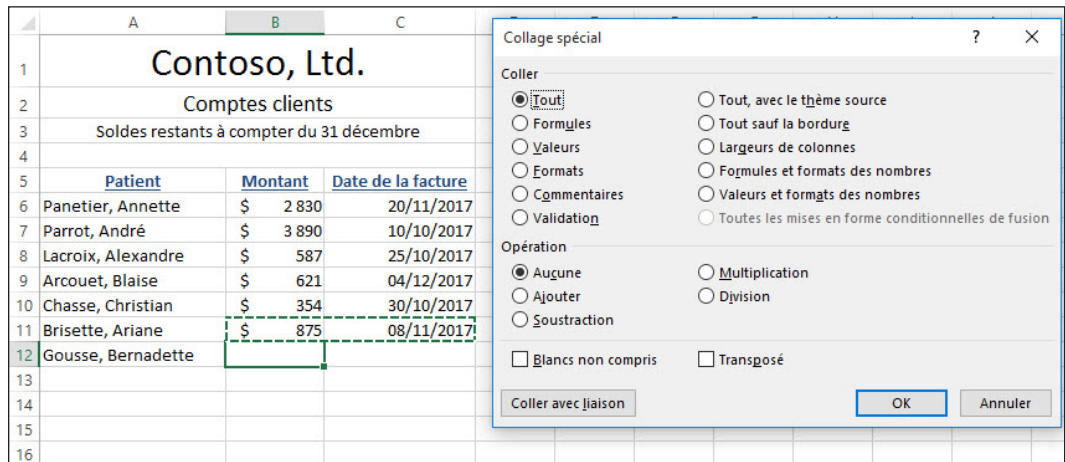 A B C
1 Contoso, Ltd.
2 Comptes clients
3 Soldes restants à compter du 31 décembre
4
5 Patient Montant Date de la facture
6 Panetier, Annette $ 2 830 20/11/2017
7 Parrot, André $ 3 890 10/10/2017
8 Lacroix, Alexandre $ 587 25/10/2017
9 Arcouet, Blaise $ 621 04/12/2017
10 Chasse, Christian $ 354 30/10/2017
11 Brisette, Ariane $ 875 08/11/2017
12 Gousse, Bernadette
13
14
15
16
Collage spécial ?
Coller
Tout Tout, avec le thème source
Formules Tout sauf la bordure
Valeurs Largeurs de colonnes
Formats Formules et formats des nombres
Commentaires Valeurs et formats des nombres
Validation Toutes les mises en forme conditionnelles de fusion
Opération
Aucune Multiplication
Ajouter Division
Soustraction
Blancs non compris Transposé
Coller avec liaison OK Annuler